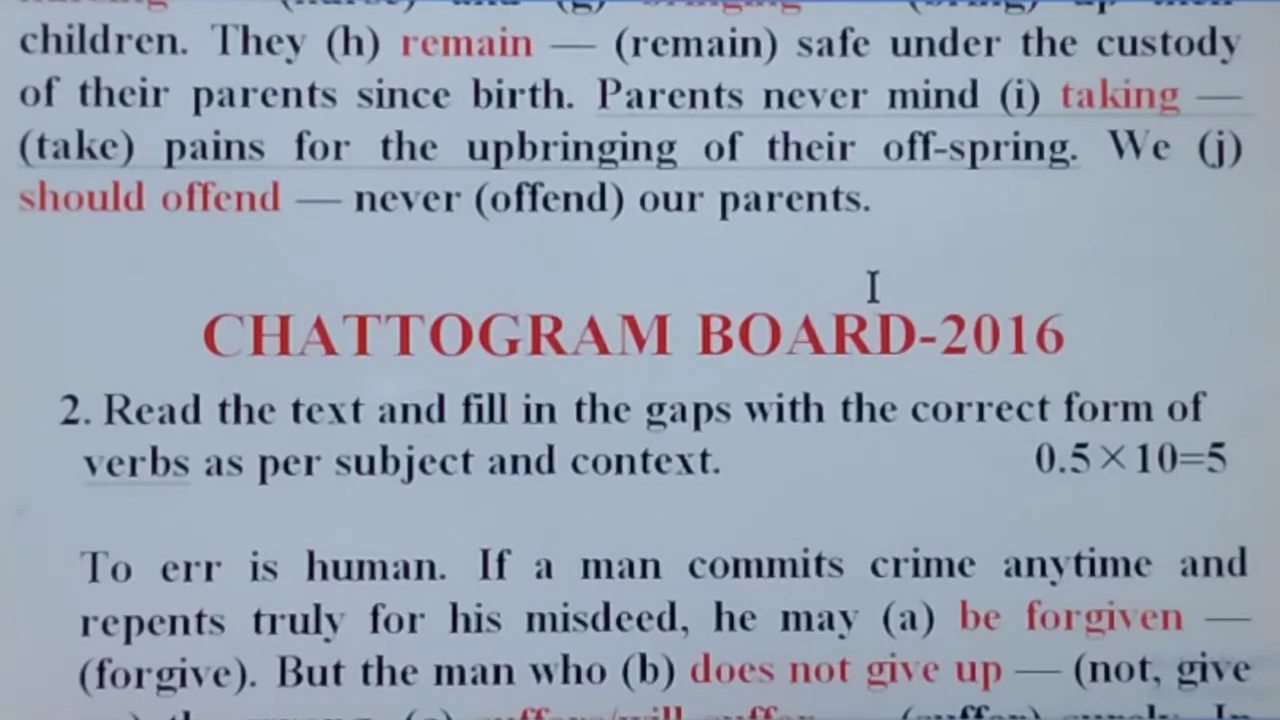 children. They (h) remain — (remain) safe under the custody
of their parents since birth. Parents never mind (i) taking —
(take) pains for the upbringing of their off-spring. We (j)
should offend — never (offend) our parents.
CHATTOGRAM BOARD-2016
2. Read the text and fill in the gaps with the correct form of
verbs as per subject and context. 0.5×10=5
To err is human. If a man commits crime anytime and
repents truly for his misdeed, he may (a) be forgiven —
(forgive). But the man who (b) does not give up — (not, give